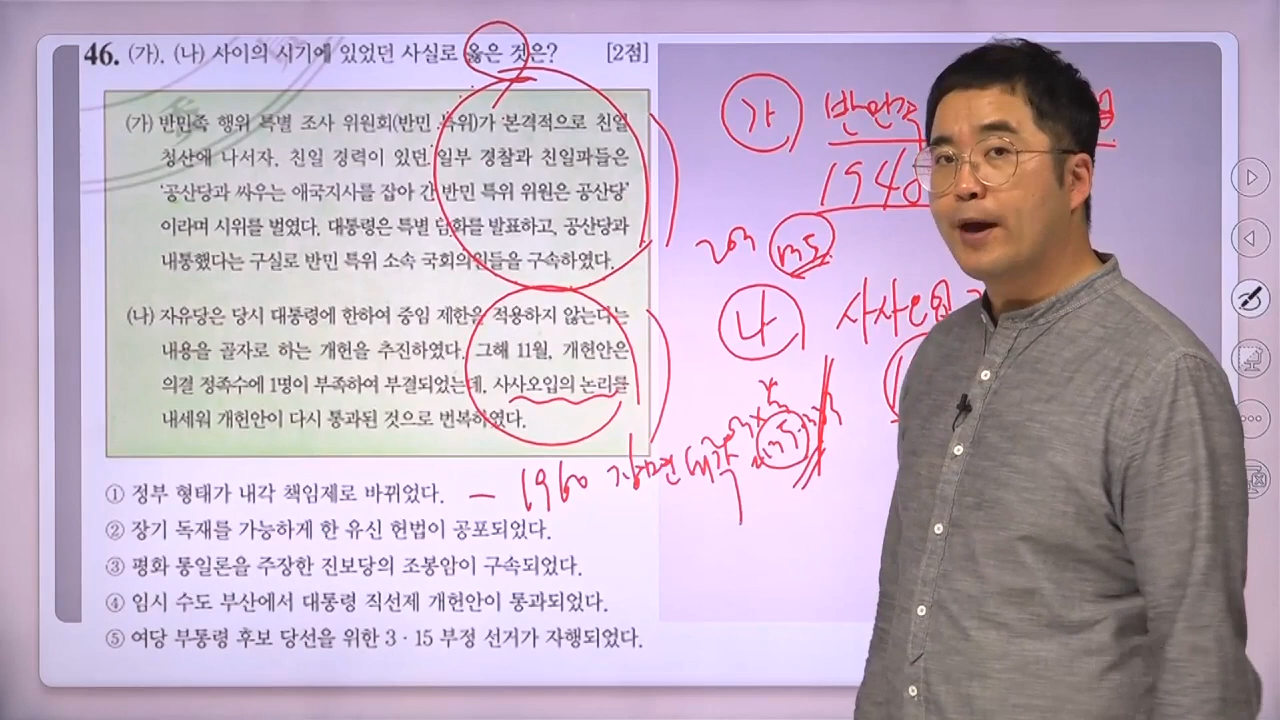 46. (가), (나) 사이의 시기에 있었던 사실로 옳은 것은? [2점]
(가) 반민족 행위 특별 조사 위원회(반민 특위)가 본격적으로 친일
청산에 나서자, 친일 경력이 있던 일부 경찰과 친일파들은
'공산당과 싸우는 애국지사를 잡아 간 반민 특위 위원은 공산당'
이라며 시위를 벌였다. 대통령은 특별 담화를 발표하고, 공산당과
내통했다는 구실로 반민 특위 소속 국회의원들을 구속하였다.
(나) 자유당은 당시 대통령에 한하여 중임 제한을 적용하지 않는다는
내용을 골자로 하는 개헌을 추진하였다. 그해 11월, 개헌안은
의결 정족수에 1명이 부족하여 부결되었는데, 사사오입의 논리를
내세워 개헌안이 다시 통과된 것으로 번복하였다.
① 정부 형태가 내각 책임제로 바뀌었다.
② 장기 독재를 가능하게 한 유신 헌법이 공포되었다.
③ 평화 통일론을 주장한 진보당의 조봉암이 구속되었다.
④ 임시 수도 부산에서 대통령 직선제 개헌안이 통과되었다.
⑤ 여당 부통령 후보 당선을 위한 3·15 부정 선거가 자행되었다.
가 반민족
194
나 사사오입
- 1960 장면 내각